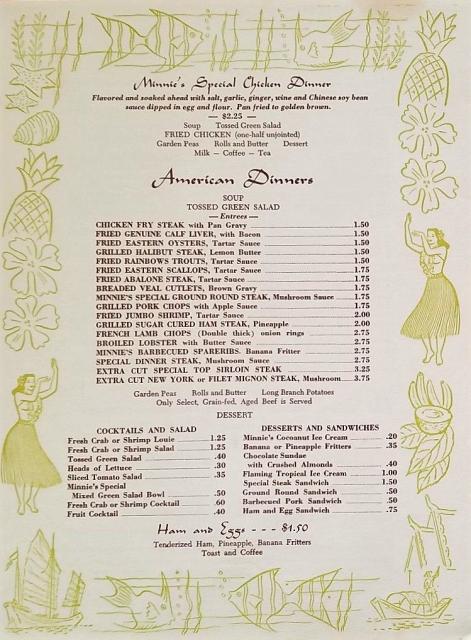 Minnie's Special Chicken Dinner
Flavored and soaked ahead with salt, garlic, ginger, wine and Chinese soy bean
sauce dipped in egg and flour. Pan fried to golden brown.
— $2.25 —
Soup Tossed Green Salad
FRIED CHICKEN (one-half unjointed)
Garden Peas Rolls and Butter Dessert
Milk — Coffee — Tea
American Dinners
SOUP
TOSSED GREEN SALAD
— Entrees —
CHICKEN FRY STEAK with Pan Gravy 1.50
FRIED GENUINE CALF LIVER, with Bacon 1.50
FRIED EASTERN OYSTERS, Tartar Sauce 1.50
GRILLED HALIBUT STEAK, Lemon Butter 1.50
FRIED RAINBOWS TROUTS, Tartar Sauce 1.50
FRIED EASTERN SCALLOPS, Tartar Sauce 1.75
FRIED ABALONE STEAK, Tartar Sauce 1.75
BREADED VEAL CUTLETS, Brown Gravy 1.75
MINNIE'S SPECIAL GROUND ROUND STEAK, Mushroom Sauce 1.75
GRILLED PORK CHOPS with Apple Sauce 1.75
FRIED JUMBO SHRIMP, Tartar Sauce 2.00
GRILLED SUGAR CURED HAM STEAK, Pineapple 2.00
FRENCH LAMB CHOPS (Double thick) onion rings 2.75
BROILED LOBSTER with Butter Sauce 2.75
MINNIE'S BARBECUED SPARERIBS. Banana Fritter 2.75
SPECIAL DINNER STEAK, Mushroom Sauce 2.75
EXTRA CUT SPECIAL TOP SIRLOIN STEAK 3.25
EXTRA CUT NEW YORK or FILET MIGNON STEAK, Mushroom 3.75
Garden Peas Rolls and Butter Long Branch Potatoes
Only Select, Grain-fed, Aged Beef is Served
DESSERT
COCKTAILS AND SALAD
Fresh Crab or Shrimp Louie 1.25
Fresh Crab or Shrimp Salad 1.25
Tossed Green Salad .40
Heads of Lettuce .30
Sliced Tomato Salad .35
Minnie's Special
Mixed Green Salad Bowl .50
Fresh Crab or Shrimp Cocktail .60
Fruit Cocktail .40
DESSERTS AND SANDWICHES
Minnie's Cocoanut Ice Cream .20
Banana or Pineapple Fritters .35
Chocolate Sundae
with Crushed Almonds .40
Flaming Tropical Ice Cream 1.00
Special Steak Sandwich 1.50
Ground Round Sandwich .50
Barbecued Pork Sandwich .50
Ham and Egg Sandwich .75
Ham and Eggs - - - $1.50
Tenderized Ham, Pineapple, Banana Fritters
Toast and Coffee